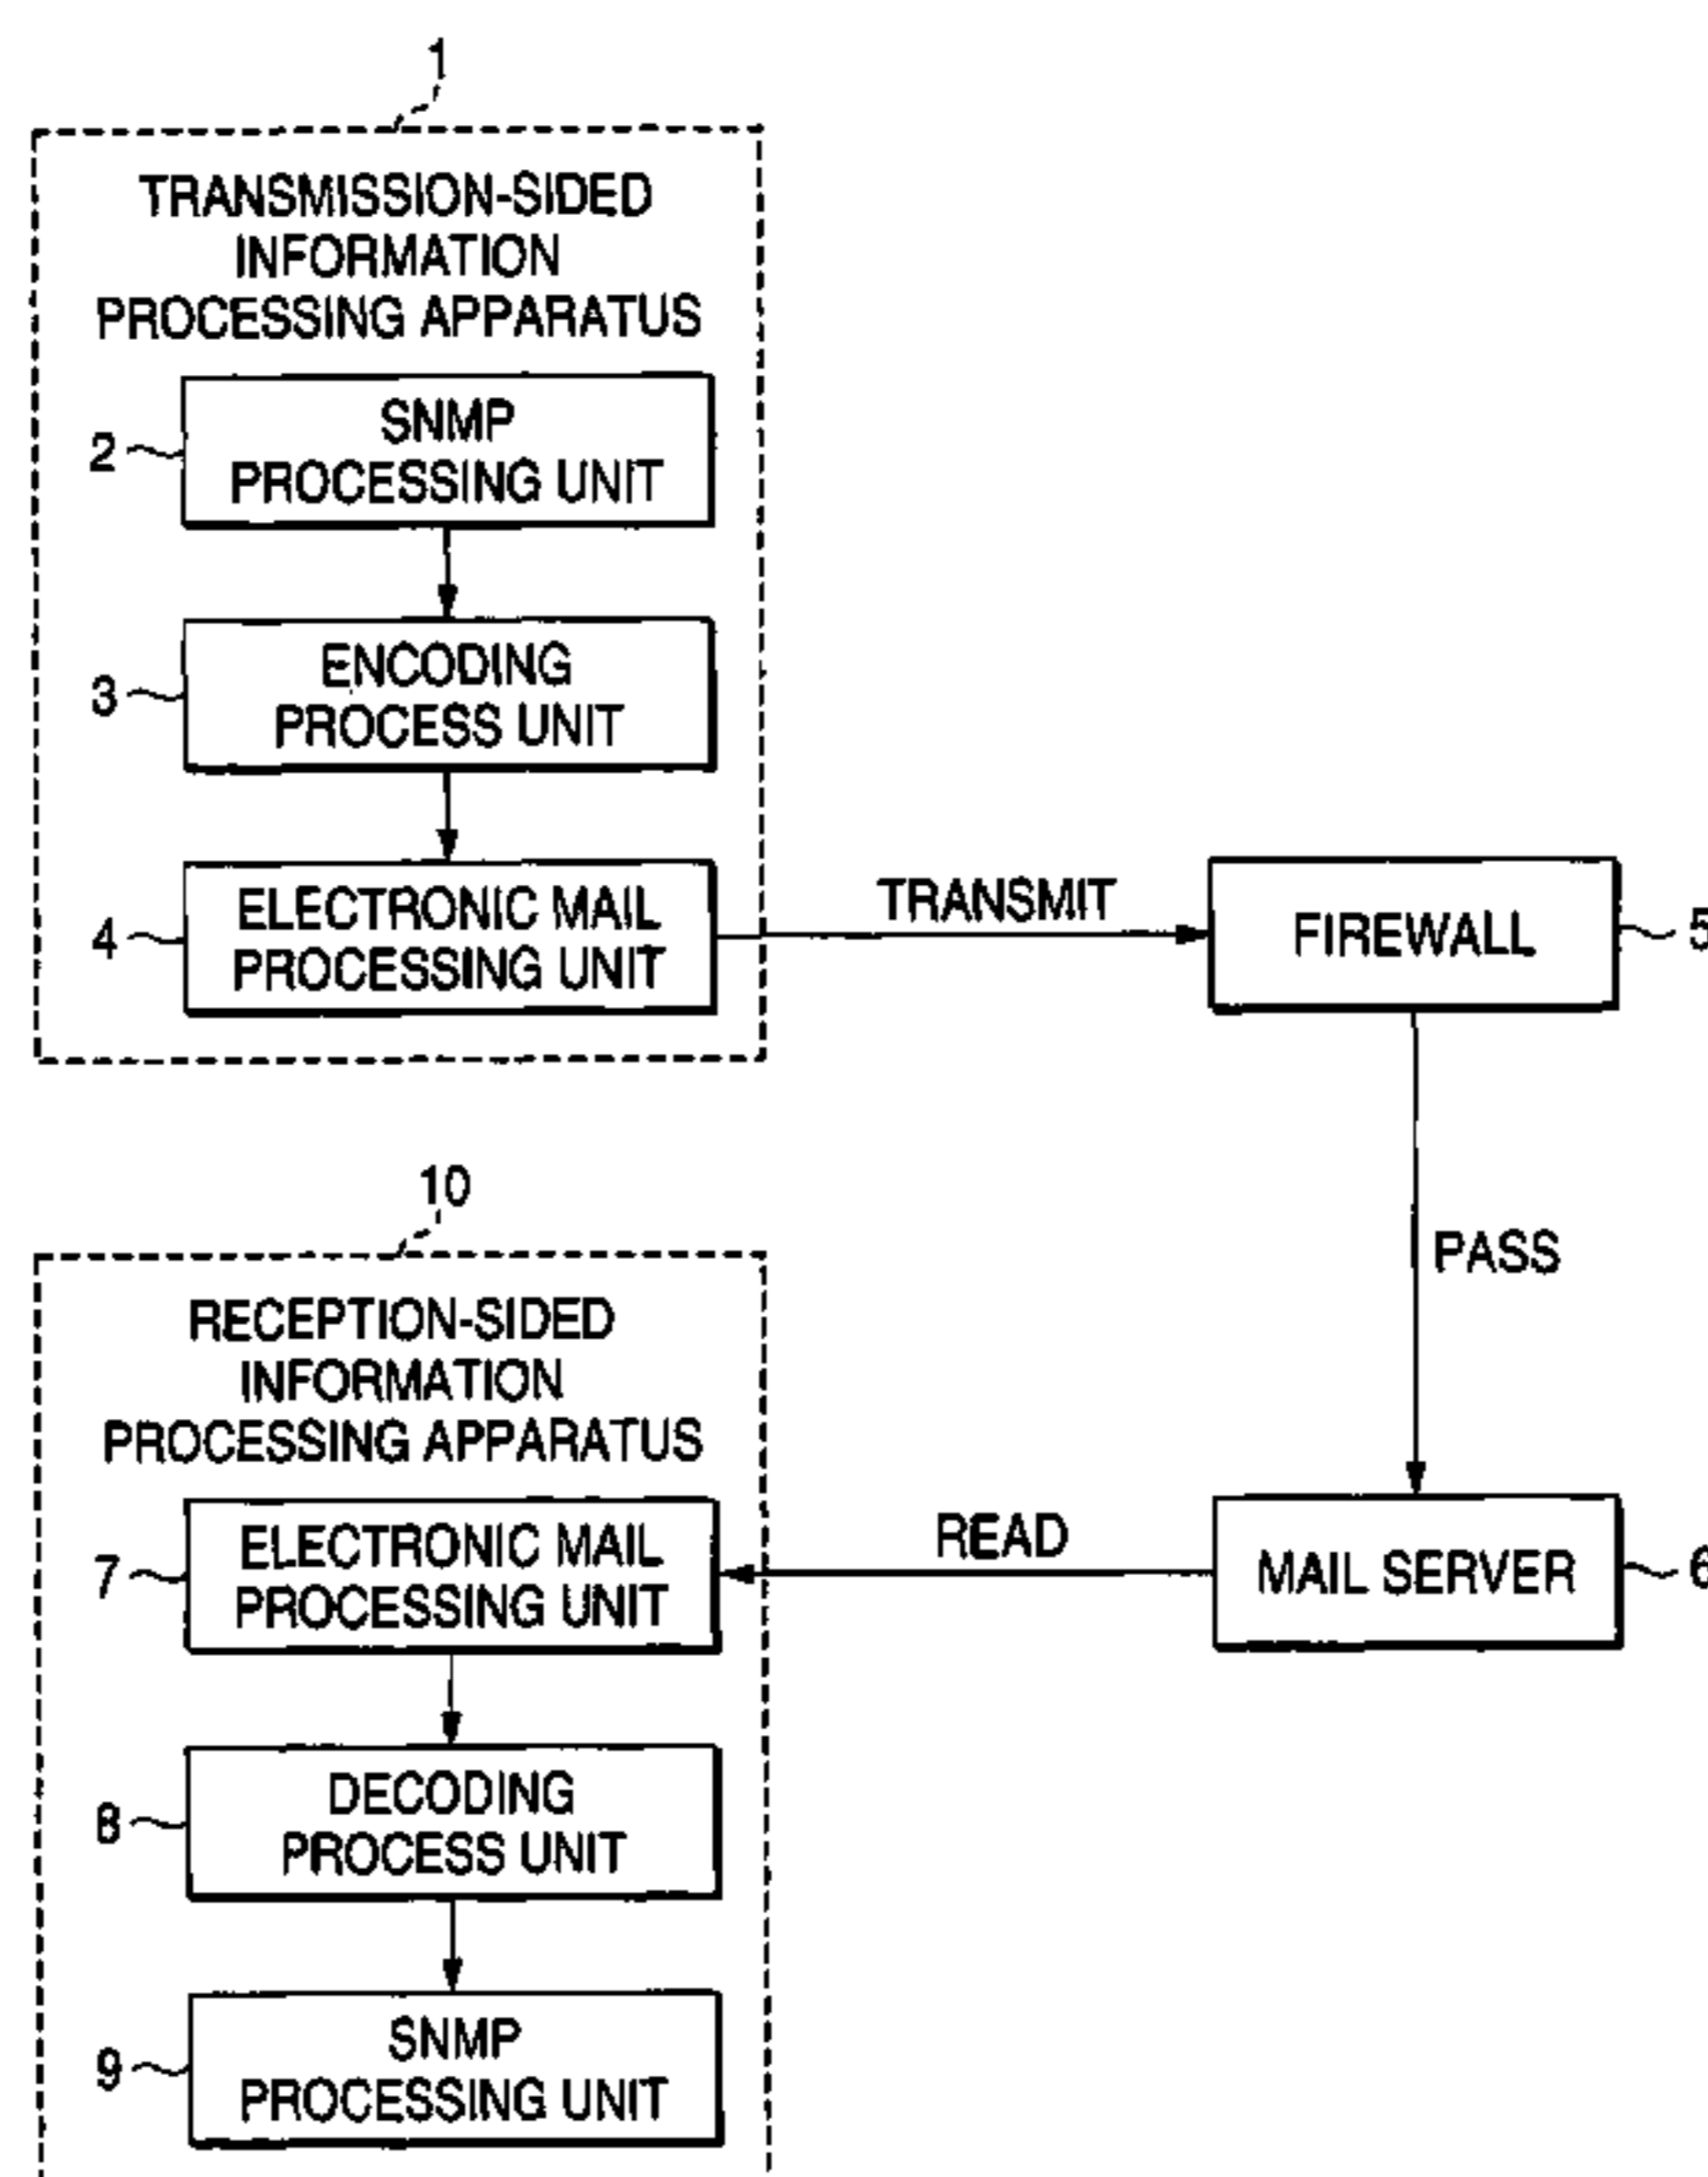 1
TRANSMISSION-SIDED
INFORMATION
PROCESSING APPARATUS
2
SNMP
PROCESSING UNIT
3
ENCODING
PROCESS UNIT
4
ELECTRONIC MAIL
PROCESSING UNIT
TRANSMIT
FIREWALL
5
PASS
10
RECEPTION-SIDED
INFORMATION
PROCESSING APPARATUS
7
ELECTRONIC MAIL
PROCESSING UNIT
READ
MAIL SERVER
6
8
DECODING
PROCESS UNIT
9
SNMP
PROCESSING UNIT